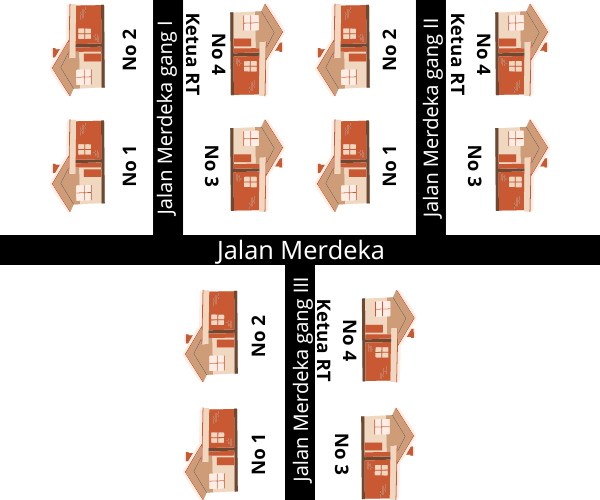 No 2
No 1
Jalan Merdeka gang I
No 4
Ketua RT
No 3
No 2
No 1
Jalan Merdeka gang II
No 4
Ketua RT
No 3
Jalan Merdeka
No 2
No 1
Jalan Merdeka gang III
No 4
Ketua RT
No 3